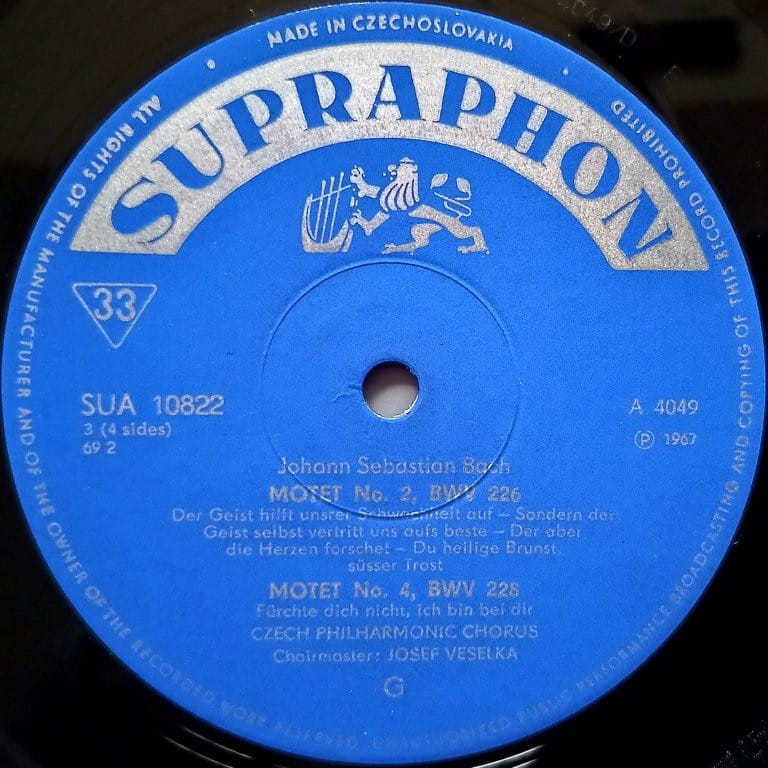 MADE IN CZECHOSLOVAKIA
SUPRAPHON
33
SUA 10822
3 (4 sides)
69 2
A 4049
Ⓟ 1967
Johann Sebastian Bach
MOTET No. 2, BWV 226
Der Geist hilft unsrer Schwachheit auf – Sondern der
Geist selbst vertritt uns aufs beste – Der aber
die Herzen forschet – Du heilige Brunst,
süsser Trost
MOTET No. 4, BWV 228
Fürchte dich nicht, ich bin bei dir
CZECH PHILHARMONIC CHORUS
Choirmaster: JOSEF VESELKA
G
ALL RIGHTS OF THE MANUFACTURER AND OF THE OWNER OF THE RECORDED WORK RESERVED. UNAUTHORIZED PUBLIC PERFORMANCE BROADCASTING AND COPYING OF THIS RECORD PROHIBITED